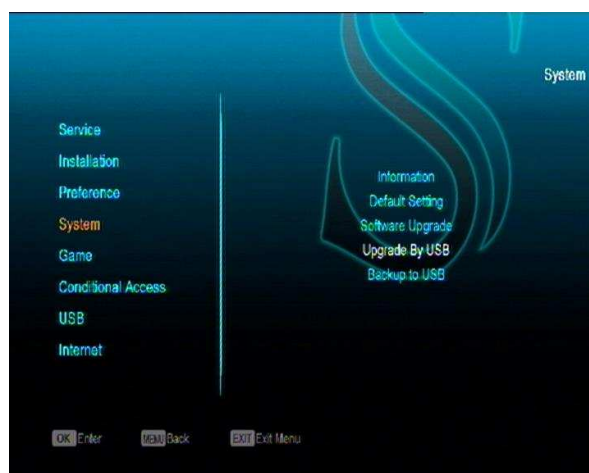 System
Service
Installation
Preference
System
Game
Conditional Access
USB
Internet
Information
Default Setting
Software Upgrade
Upgrade By USB
Backup to USB
OK Enter MENU Back EXIT Exit Menu